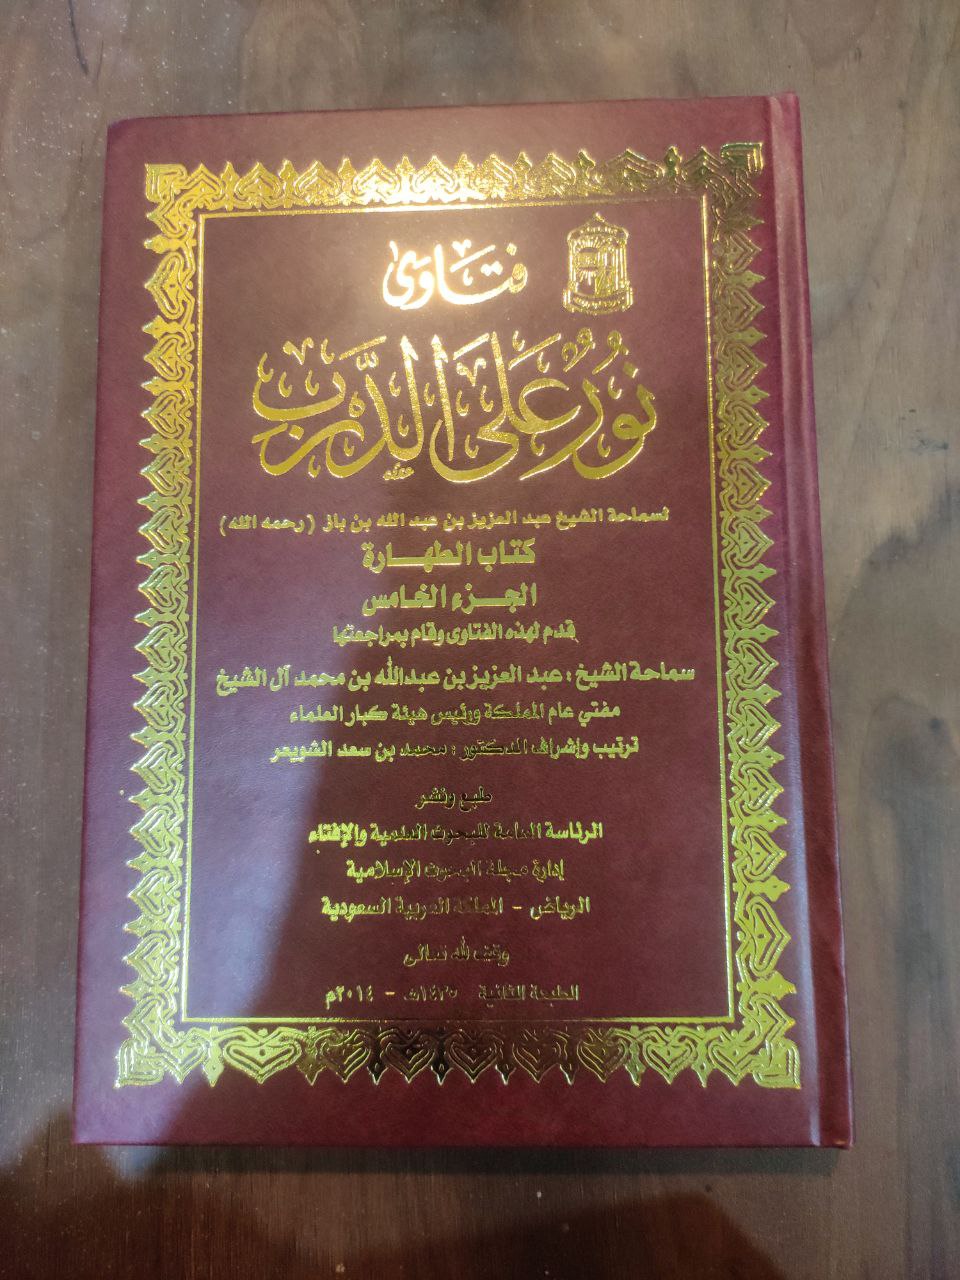 فتاوى
نُورٌ عَلَى الدَّرْبِ
لسماحة الشيخ عبد العزيز بن عبد الله بن باز (رحمه الله)
كتاب الطهارة
الجزء الخامس
قدم لهذه الفتاوى وقام بمراجعتها
سماحة الشيخ : عبد العزيز بن عبدالله بن محمد آل الشيخ
مفتي عام المملكة ورئيس هيئة كبار العلماء
ترتيب وإشراف الدكتور : محمد بن سعد الشويعر
طبع ونشر
الرئاسة العامة للبحوث العلمية والإفتاء
إدارة مجلة البحوث الإسلامية
الرياض - المملكة العربية السعودية
وقف لله تعالى
الطبعة الثانية ١٤٣٥هـ - ٢٠١٤م